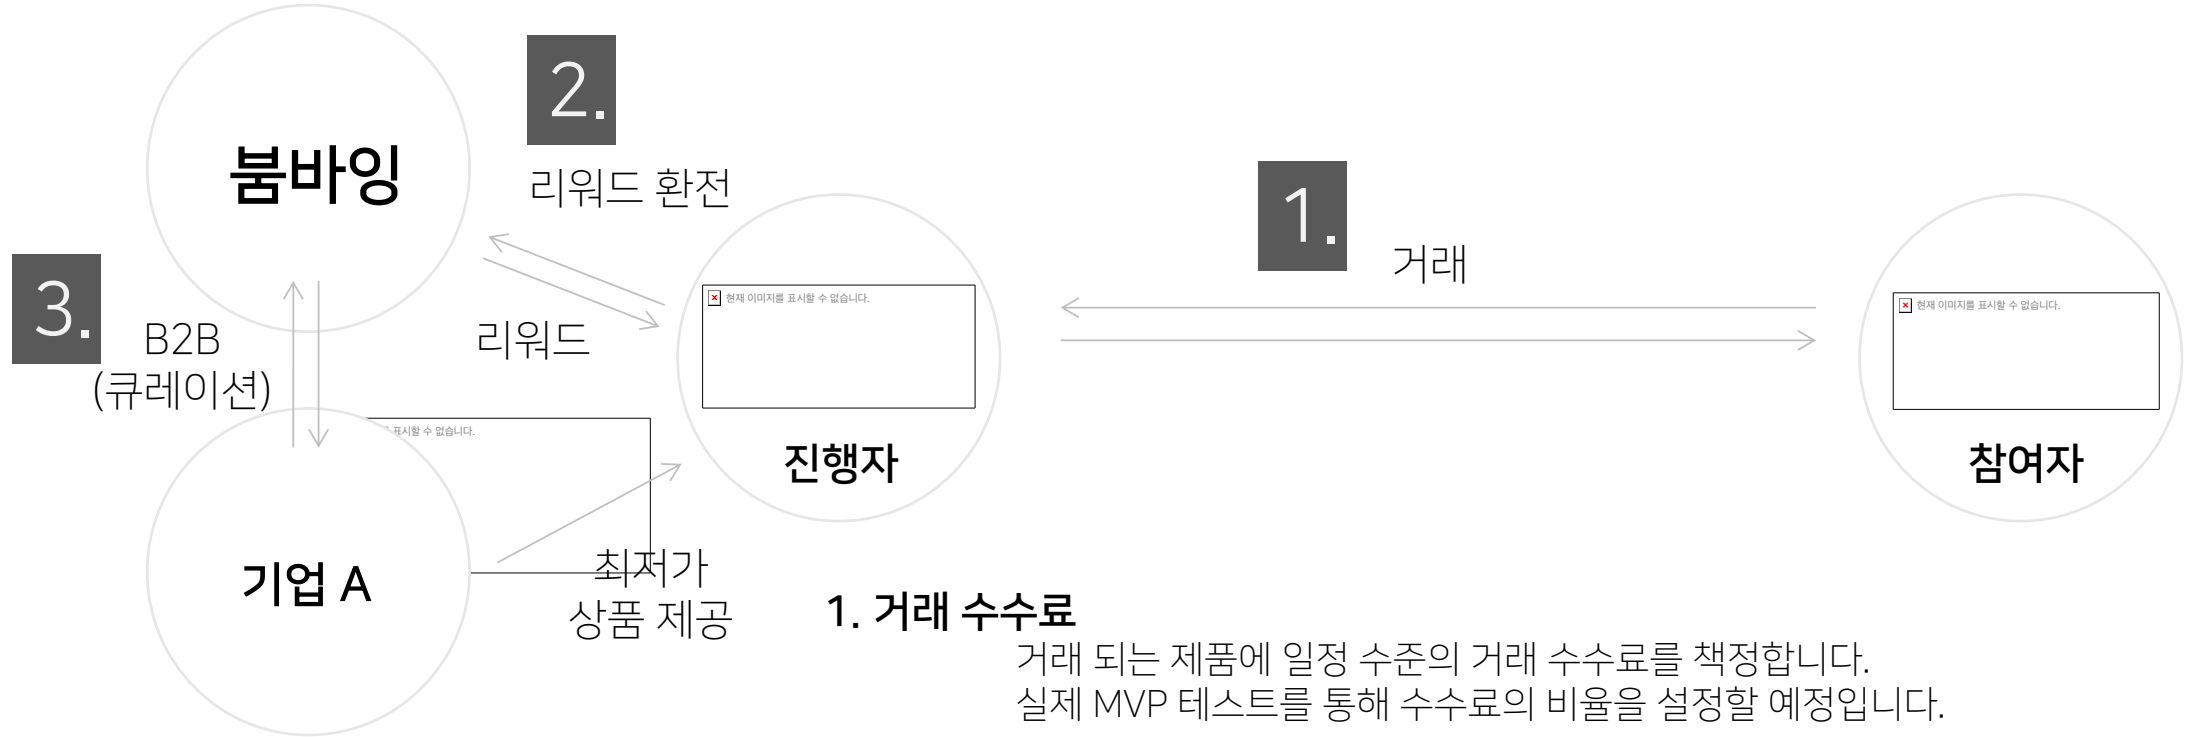 붐바잉
2.
리워드 환전
1.
거래
3.
B2B
(큐레이션)
리워드
현재 이미지를 표시할 수 없습니다.
진행자
현재 이미지를 표시할 수 없습니다.
참여자
표시할 수 없습니다.
기업 A
최저가
상품 제공
1. 거래 수수료
거래 되는 제품에 일정 수준의 거래 수수료를 책정합니다.
실제 MVP 테스트를 통해 수수료의 비율을 설정할 예정입니다.